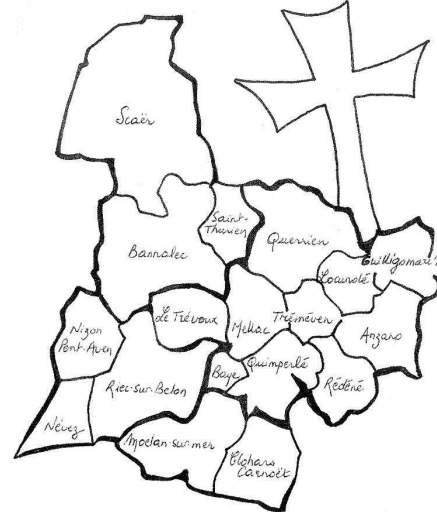 Scaër
Saint-
Thurien
Querrien
Bannalec
Guilligomarc'h
Locunolé
Le Trévoux
Mellac
Tréméven
Arzano
Nizon
Pont-Aven
Baye
Quimperlé
Rédéné
Riec-sur-Belon
Névez
Moëlan-sur-mer
Clohars
Carnoët